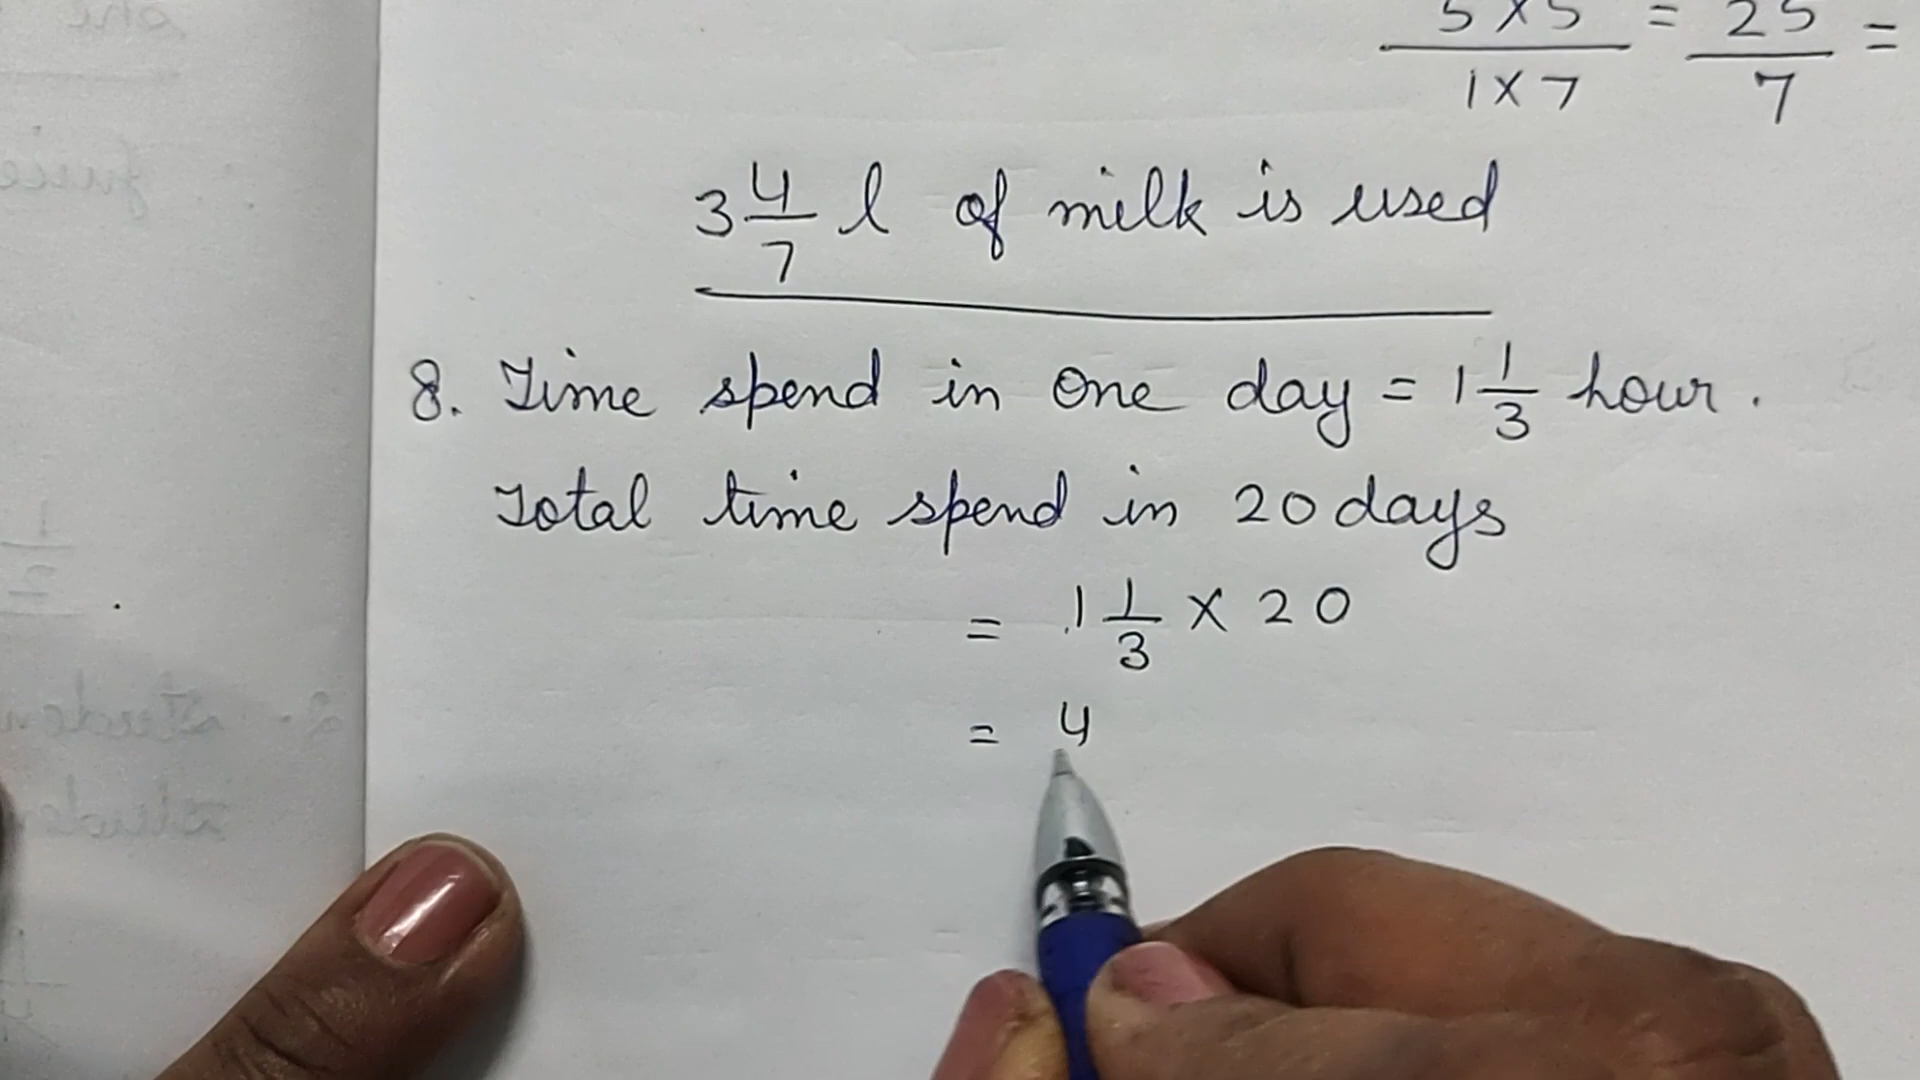 5 × 5 / 1 × 7 = 25 / 7 =
3 4/7 l of milk is used
8. Time spend in one day = 1 1/3 hour.
Total time spend in 20 days
= 1 1/3 × 20
= 4